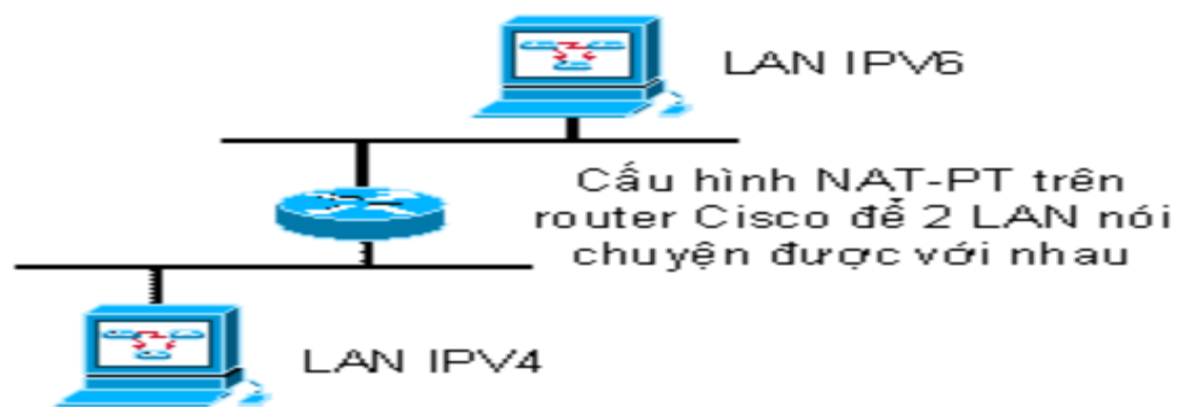 LAN IPV6
Cấu hình NAT-PT trên
router Cisco để 2 LAN nói
chuyện được với nhau
LAN IPV4